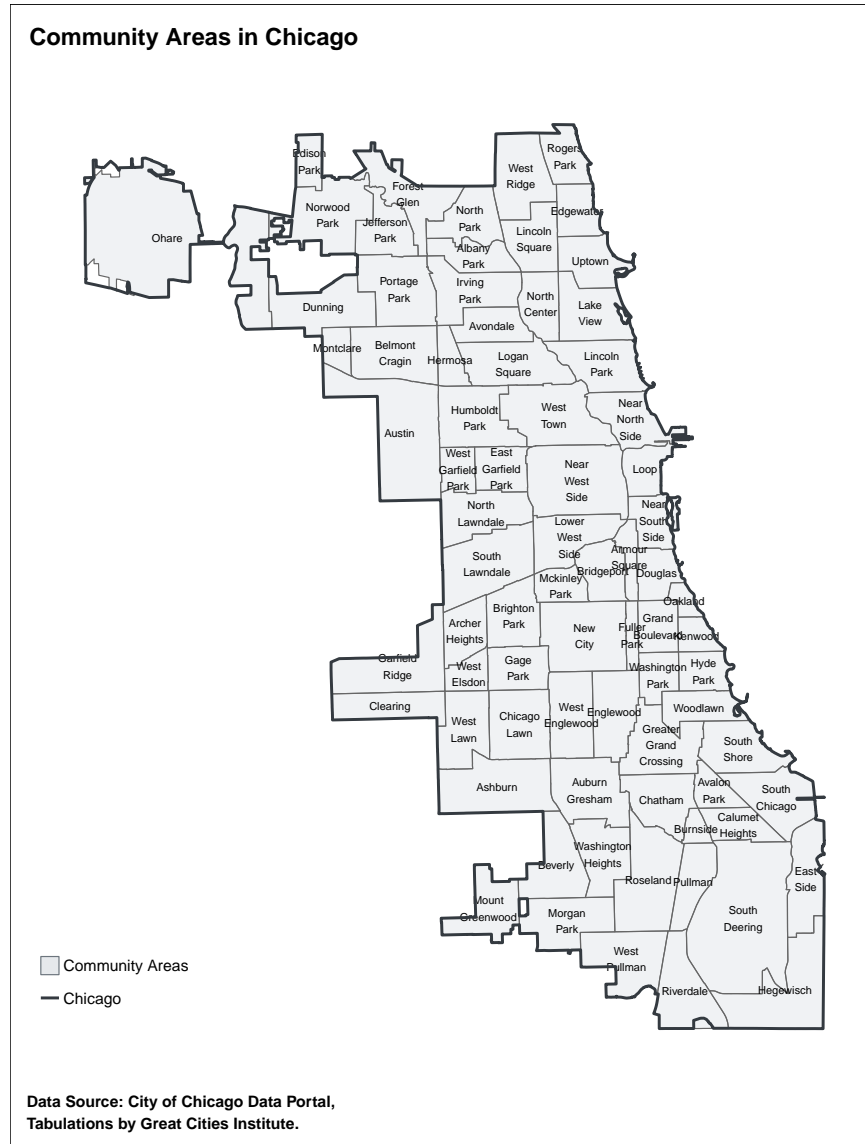 Community Areas in Chicago
Rogers
Park
Edison
Park
West
Ridge
Forest
Glen
Norwood
Park
Jefferson
Park
North
Park
Edgewater
Lincoln
Square
Ohare
Albany
Park
Uptown
Portage
Park
Irving
Park
North
Center
Lake
View
Dunning
Avondale
Montclare
Belmont
Cragin
Hermosa
Logan
Square
Lincoln
Park
Near
North
Side
Humboldt
Park
West
Town
Austin
West
Garfield
Park
East
Garfield
Park
Near
West
Side
Loop
North
Lawndale
Near
South
Side
Lower
West
Side
Armour
Square
South
Lawndale
Bridgeport
Douglas
Mckinley
Park
Oakland
Brighton
Park
Archer
Heights
New
City
Fuller
Park
Grand
Boulevard
Kenwood
Garfield
Ridge
West
Elsdon
Gage
Park
Washington
Park
Hyde
Park
Clearing
West
Lawn
Chicago
Lawn
West
Englewood
Englewood
Woodlawn
Greater
Grand
Crossing
South
Shore
Ashburn
Auburn
Gresham
Chatham
Avalon
Park
South
Chicago
Burnside
Calumet
Heights
Washington
Heights
Beverly
Roseland
Pullman
East
Side
Mount
Greenwood
Morgan
Park
South
Deering
West
Pullman
Riverdale
Hegewisch
Community Areas
Chicago
Data Source: City of Chicago Data Portal,
Tabulations by Great Cities Institute.